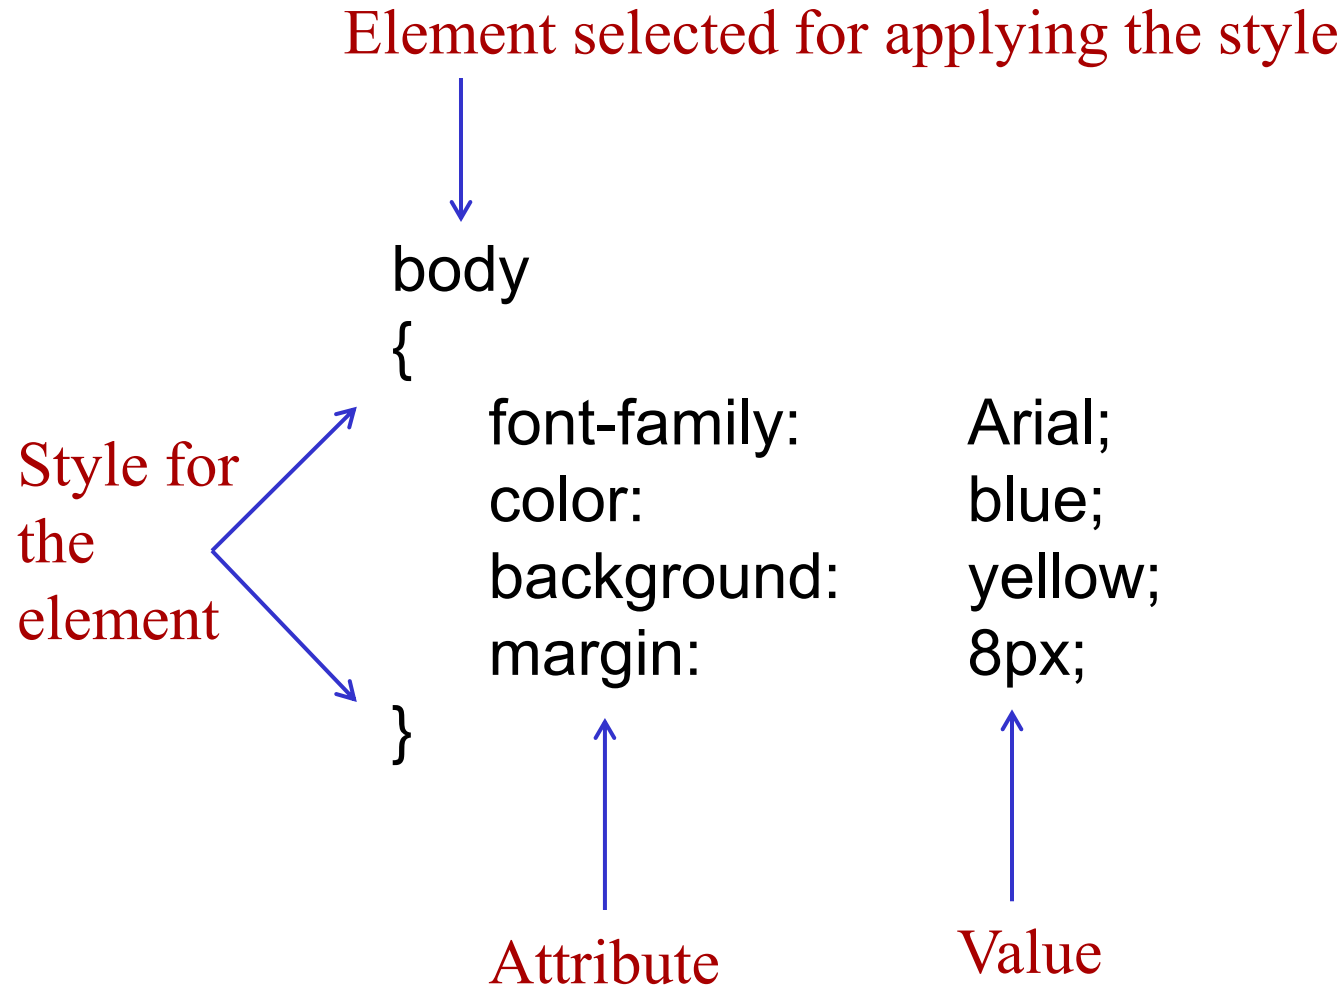 Element selected for applying the style
body
{
font-family: Arial;
color: blue;
background: yellow;
margin: 8px;
}
Style for
the
element
Attribute
Value